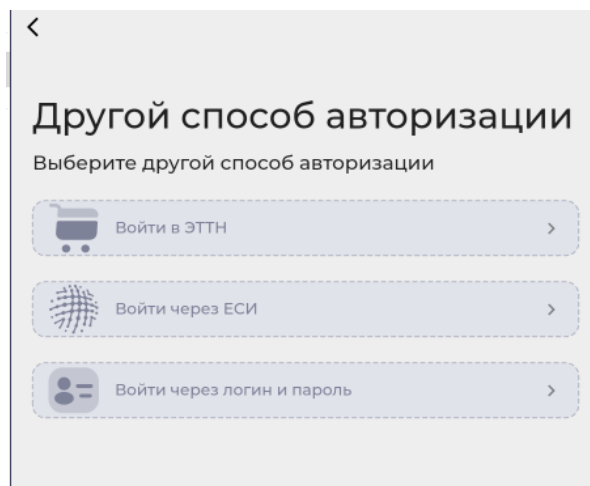 Другой способ авторизации
Выберите другой способ авторизации
Войти в ЭТТН
Войти через ЕСИ
Войти через логин и пароль